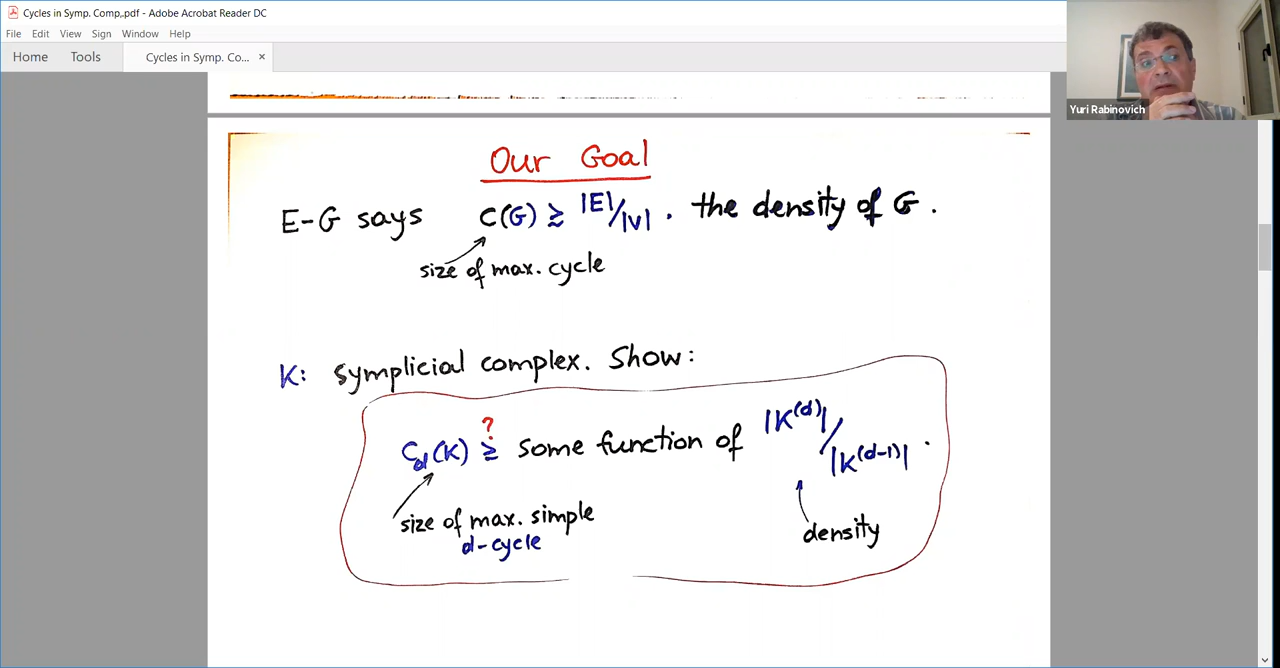 Cycles in Symp. Comp,.pdf - Adobe Acrobat Reader DC
File Edit View Sign Window Help
Home Tools Cycles in Symp. Co... ×
Yuri Rabinovich
Our Goal
E-G says C(G) ≳ |E|/|V| . the density of G .
size of max. cycle
K: symplicial complex. Show:
?
C_d(K) ≳ some function of |K^(d)|/|K^(d-1)| .
size of max. simple
d-cycle
density